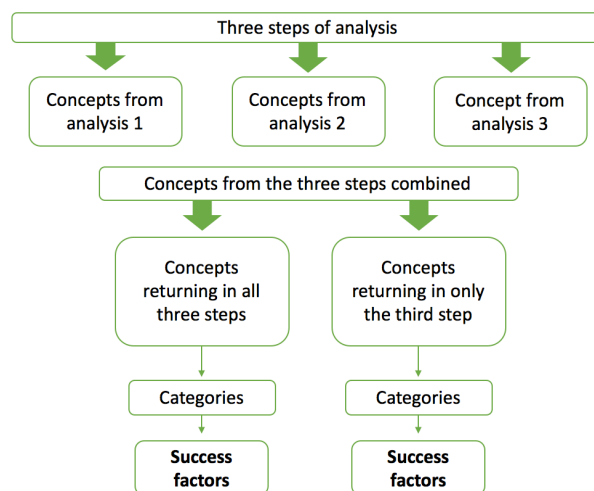 Three steps of analysis
Concepts from
analysis 1
Concepts from
analysis 2
Concept from
analysis 3
Concepts from the three steps combined
Concepts
returning in all
three steps
Concepts
returning in only
the third step
Categories
Categories
Success
factors
Success
factors